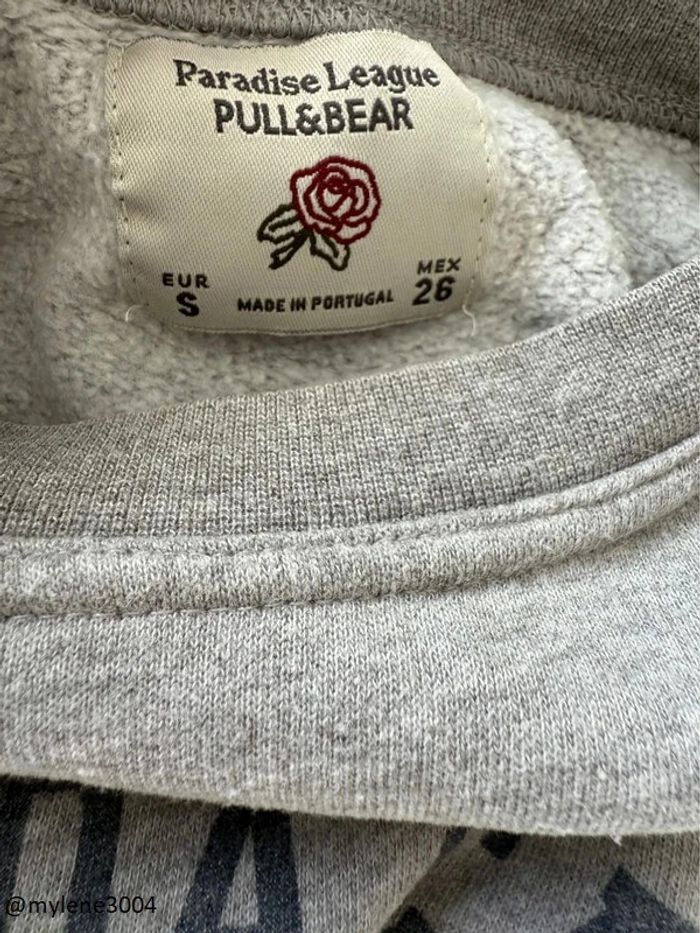 Paradise League
PULL&BEAR
EUR
S
MADE IN PORTUGAL
MEX
26
@mylene3004